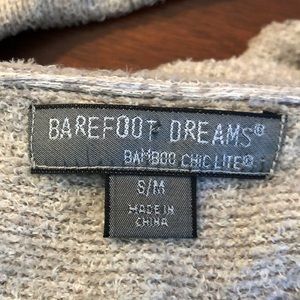 BAREFOOT DREAMS®
BAMBOO CHIC LITE®
S/M
MADE IN
CHINA